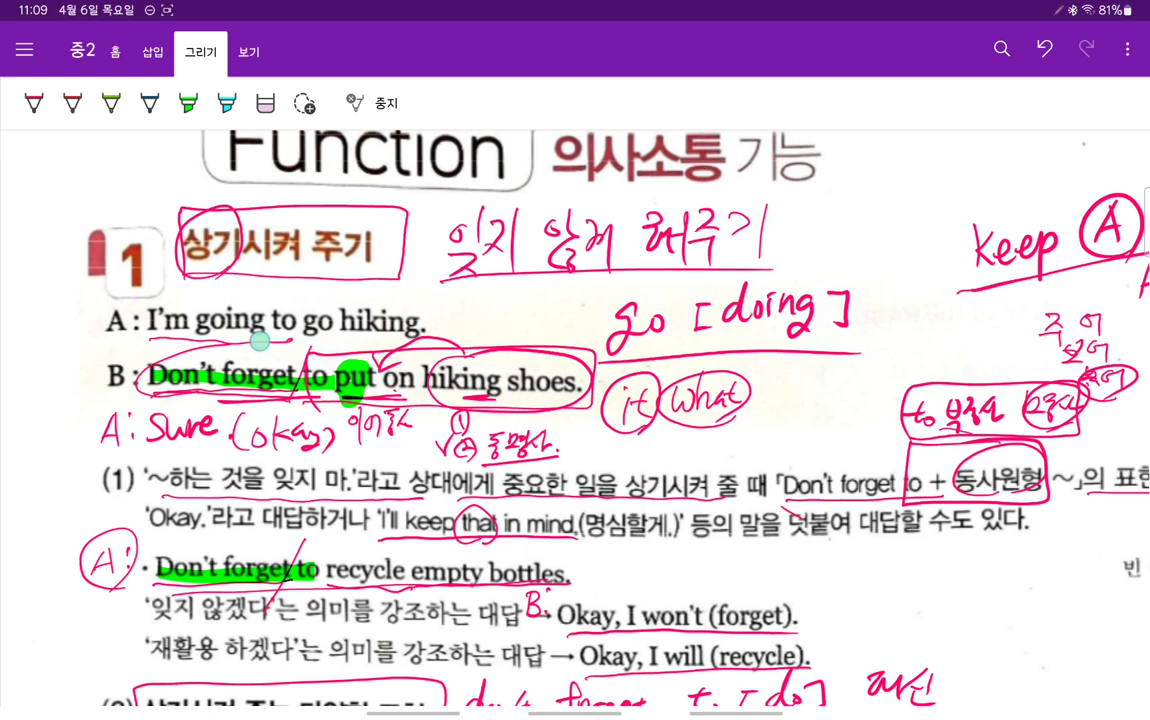 11:09 4월 6일 목요일 81%
중2 홈 삽입 그리기 보기
중지
Function 의사소통 기능
1 상기시켜 주기 잊지 않게 해주기
keep A
A : I'm going to go hiking.
go [doing]
주어
B : Don't forget to put on hiking shoes.
it what
A: Sure. (okay) 이어동사
① ② 동명사
to 부정사
(1) '~하는 것을 잊지 마.'라고 상대에게 중요한 일을 상기시켜 줄 때 「Don't forget to + 동사원형 ~」의 표현
'Okay.'라고 대답하거나 'I'll keep that in mind.(명심할게.)' 등의 말을 덧붙여 대답할 수도 있다.
A: · Don't forget to recycle empty bottles.
빈
'잊지 않겠다'는 의미를 강조하는 대답 B: → Okay, I won't (forget).
'재활용 하겠다'는 의미를 강조하는 대답 → Okay, I will (recycle).